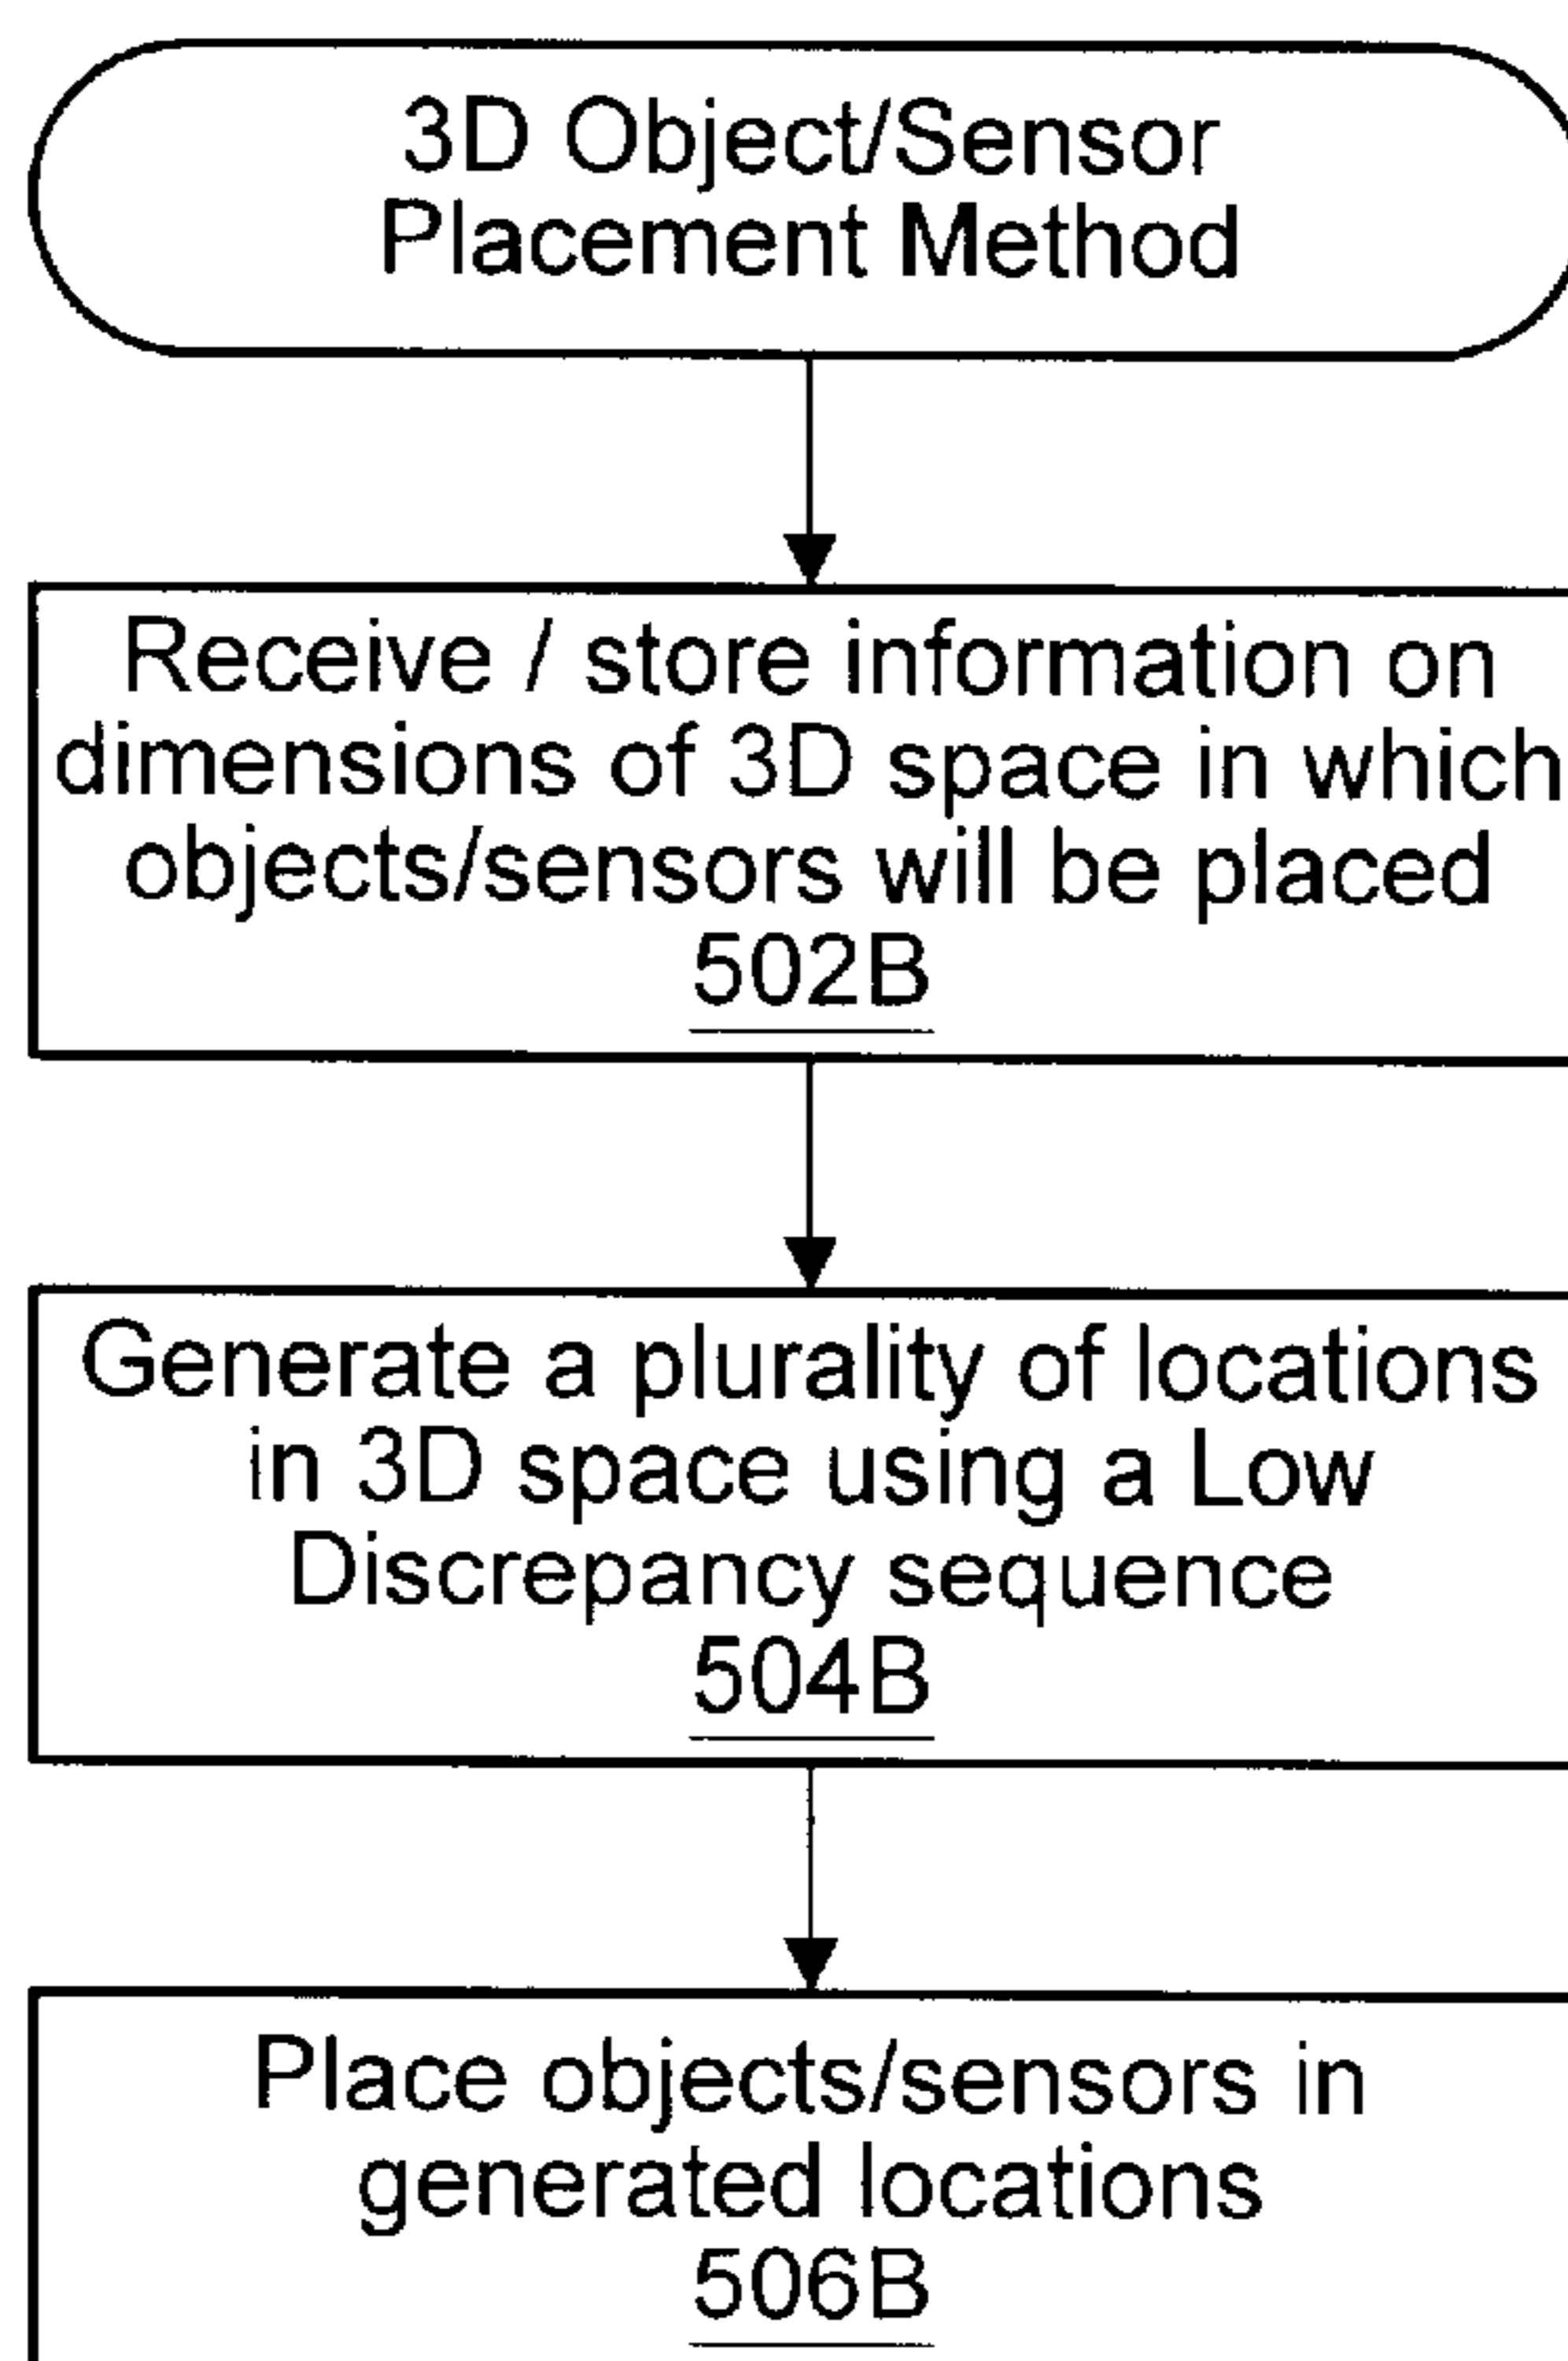 3D Object/Sensor
Placement Method
Receive / store information on
dimensions of 3D space in which
objects/sensors will be placed
502B
Generate a plurality of locations
in 3D space using a Low
Discrepancy sequence
504B
Place objects/sensors in
generated locations
506B